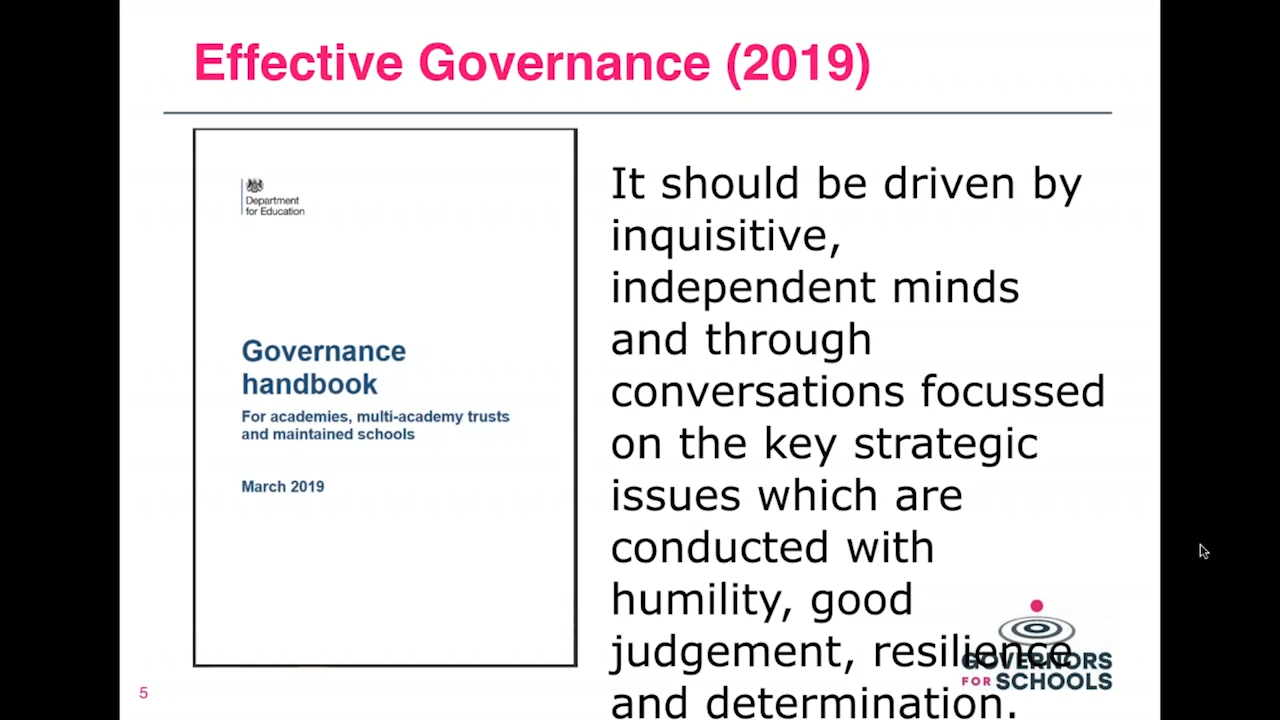 Effective Governance (2019)
Department
for Education
Governance
handbook
For academies, multi-academy trusts
and maintained schools
March 2019
It should be driven by
inquisitive,
independent minds
and through
conversations focussed
on the key strategic
issues which are
conducted with
humility, good
judgement, resilience
and determination.
GOVERNORS
FOR SCHOOLS
5